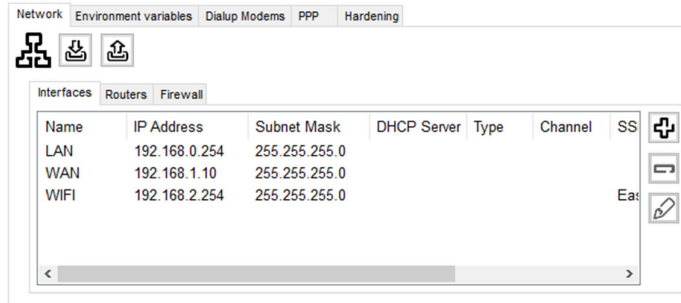 Network Environment variables Dialup Modems PPP Hardening
Interfaces Routers Firewall
Name IP Address Subnet Mask DHCP Server Type Channel SS
LAN 192.168.0.254 255.255.255.0
WAN 192.168.1.10 255.255.255.0
WIFI 192.168.2.254 255.255.255.0 Eas